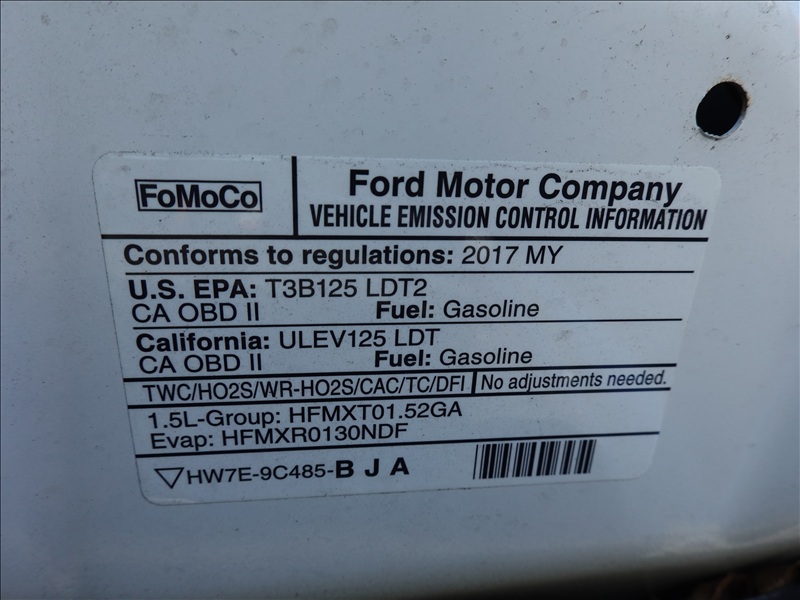 FoMoCo
Ford Motor Company
VEHICLE EMISSION CONTROL INFORMATION
Conforms to regulations: 2017 MY
U.S. EPA: T3B125 LDT2
CA OBD II Fuel: Gasoline
California: ULEV125 LDT
CA OBD II Fuel: Gasoline
TWC/HO2S/WR-HO2S/CAC/TC/DFI No adjustments needed.
1.5L-Group: HFMXT01.52GA
Evap: HFMXR0130NDF
HW7E-9C485-B J A